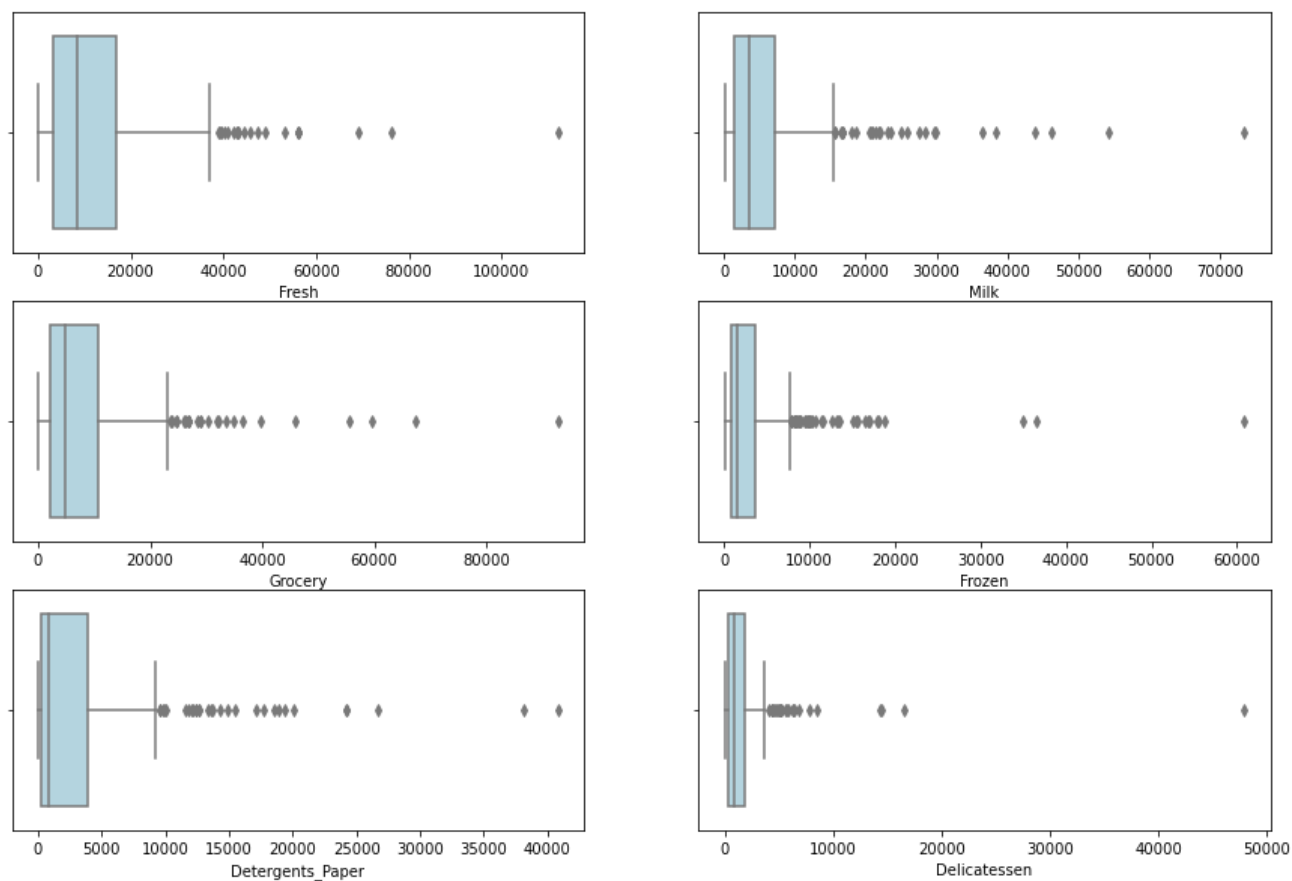 0 20000 40000 60000 80000 100000
Fresh
0 10000 20000 30000 40000 50000 60000 70000
Milk
0 20000 40000 60000 80000
Grocery
0 10000 20000 30000 40000 50000 60000
Frozen
0 5000 10000 15000 20000 25000 30000 35000 40000
Detergents_Paper
0 10000 20000 30000 40000 50000
Delicatessen